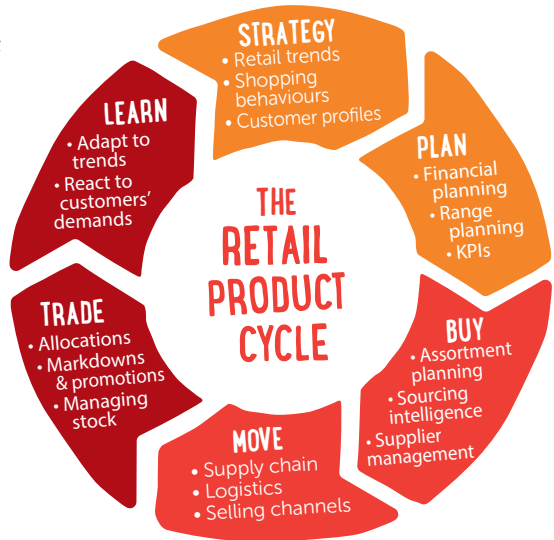 THE
RETAIL
PRODUCT
CYCLE
STRATEGY
• Retail trends
• Shopping
behaviours
• Customer profiles
PLAN
• Financial
planning
• Range
planning
• KPIs
BUY
• Assortment
planning
• Sourcing
intelligence
• Supplier
management
MOVE
• Supply chain
• Logistics
• Selling channels
TRADE
• Allocations
• Markdowns
& promotions
• Managing
stock
LEARN
• Adapt to
trends
• React to
customers’
demands